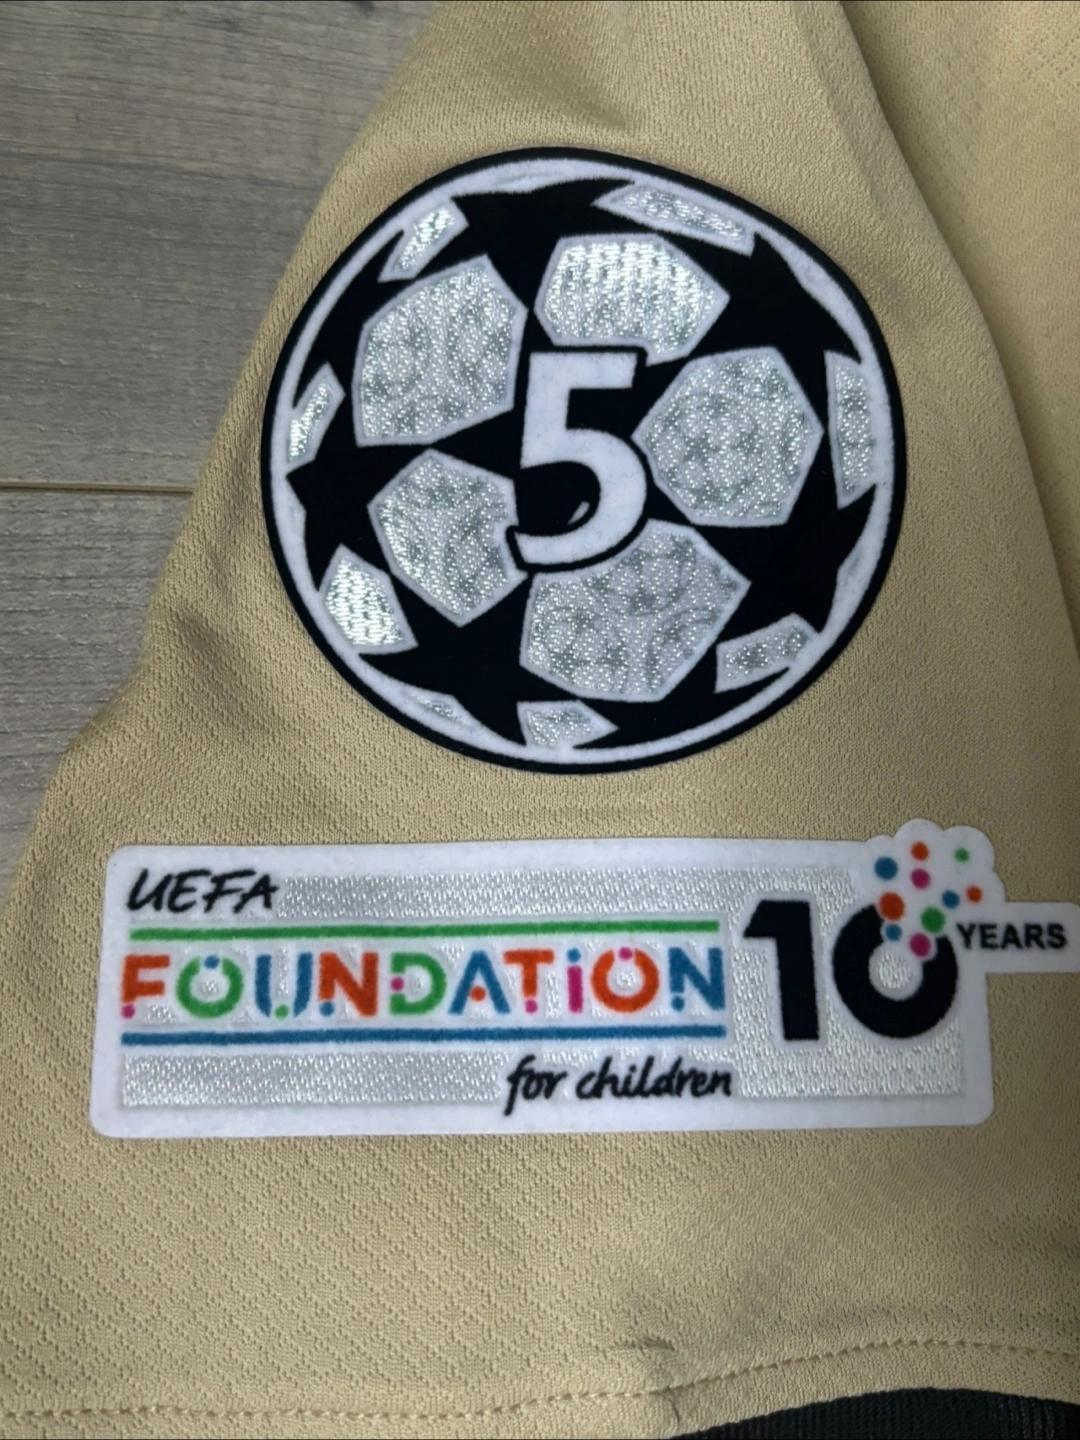 5
UEFA
FOUNDATION
for children
10 YEARS